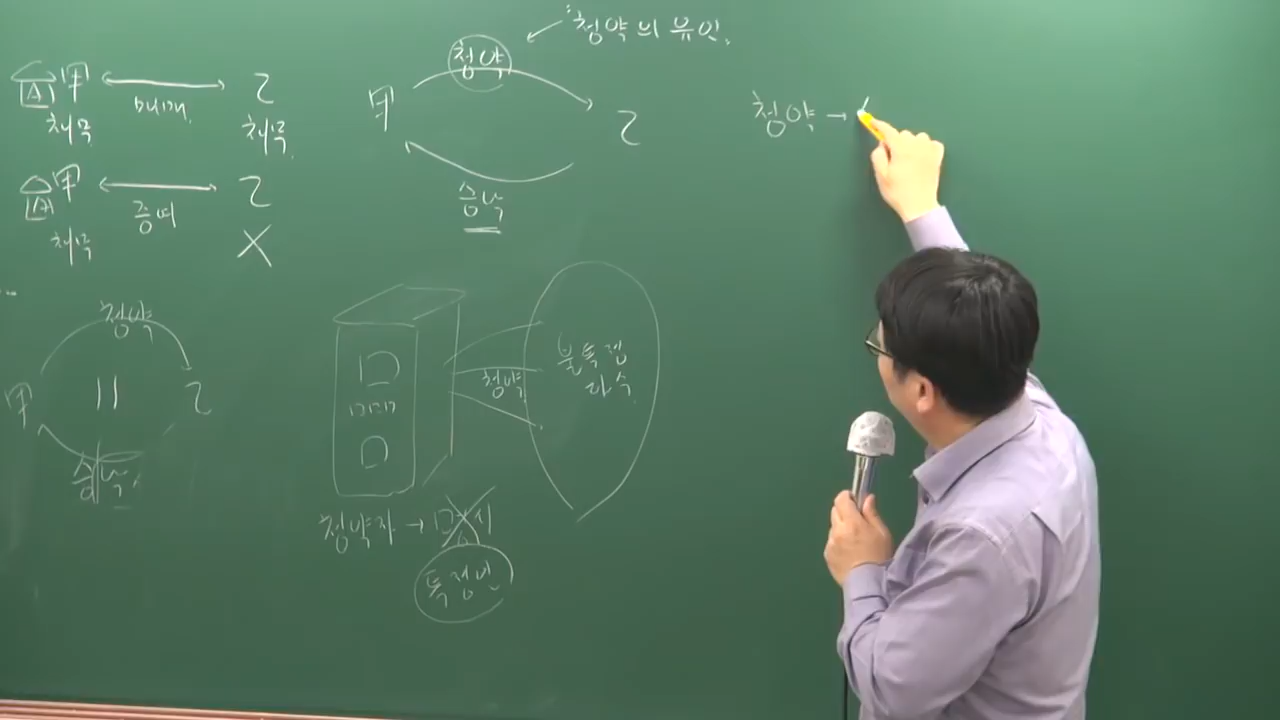 A 甲 ↔ 乙
매매
채무 채무
A 甲 ↔ 乙
증여
채무 X
청약
甲 || 乙
승낙
청약의 유인
청약
甲 乙
승낙
불특정
다수
청약
청약자 → 명시
특정인
청약 →